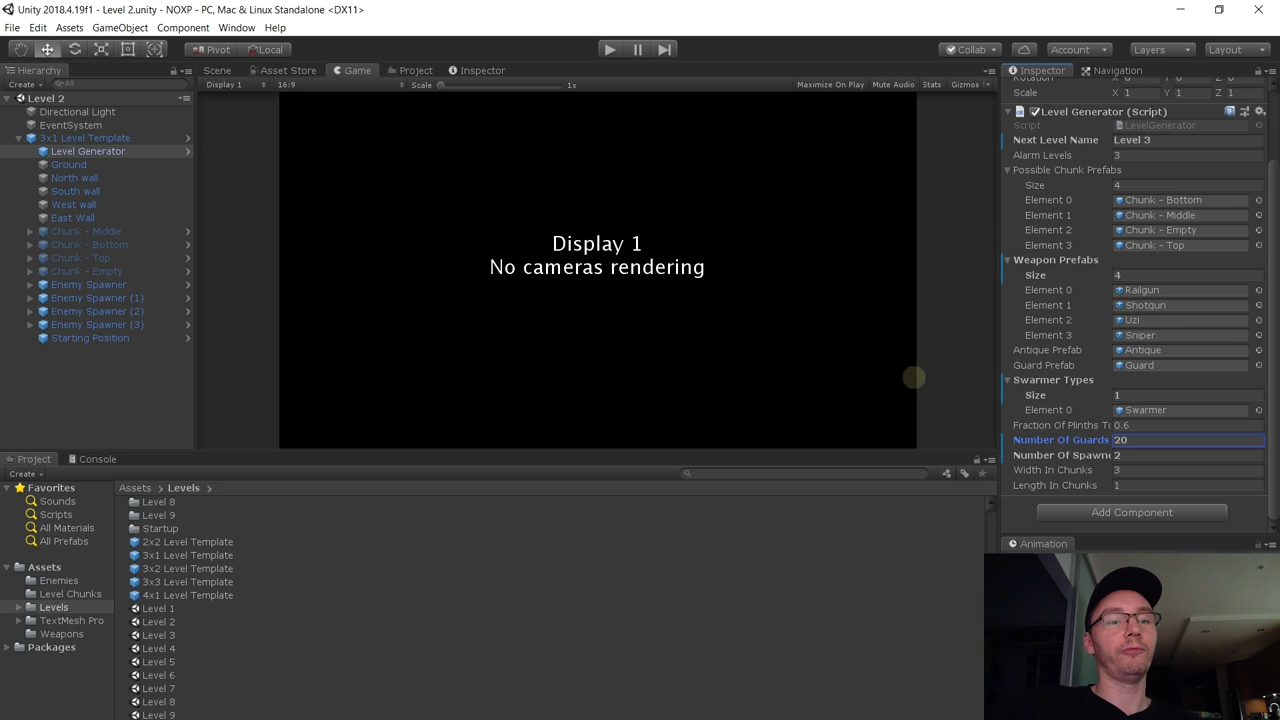 Unity 2018.4.19f1 - Level 2.unity - NOXP - PC, Mac & Linux Standalone <DX11>
File Edit Assets GameObject Component Window Help
Pivot Local Collab Account Layers Layout
Hierarchy Scene Asset Store Game Project Inspector Inspector Navigation
Create All Display 1 16:9 Scale 1x Maximize On Play Mute Audio Stats Gizmos
Level 2
Directional Light
EventSystem
3x1 Level Template
Level Generator
Ground
North wall
South wall
West wall
East Wall
Chunk - Middle
Chunk - Bottom
Chunk - Top
Chunk - Empty
Enemy Spawner
Enemy Spawner (1)
Enemy Spawner (2)
Enemy Spawner (3)
Starting Position
Display 1
No cameras rendering
Scale X 1 Y 1 Z 1
Level Generator (Script)
Script LevelGenerator
Next Level Name Level 3
Alarm Levels 3
Possible Chunk Prefabs
Size 4
Element 0 Chunk - Bottom
Element 1 Chunk - Middle
Element 2 Chunk - Empty
Element 3 Chunk - Top
Weapon Prefabs
Size 4
Element 0 Railgun
Element 1 Shotgun
Element 2 Uzi
Element 3 Sniper
Antique Prefab Antique
Guard Prefab Guard
Swarmer Types
Size 1
Element 0 Swarmer
Fraction Of Plinths To 0.6
Number Of Guards 20
Number Of Spawne 2
Width In Chunks 3
Length In Chunks 1
Add Component
Animation
Project Console
Create
Favorites
Sounds
Scripts
All Materials
All Prefabs
Assets
Enemies
Level Chunks
Levels
TextMesh Pro
Weapons
Packages
Assets > Levels >
Level 8
Level 9
Startup
2x2 Level Template
3x1 Level Template
3x2 Level Template
3x3 Level Template
4x1 Level Template
Level 1
Level 2
Level 3
Level 4
Level 5
Level 6
Level 7
Level 8
Level 9